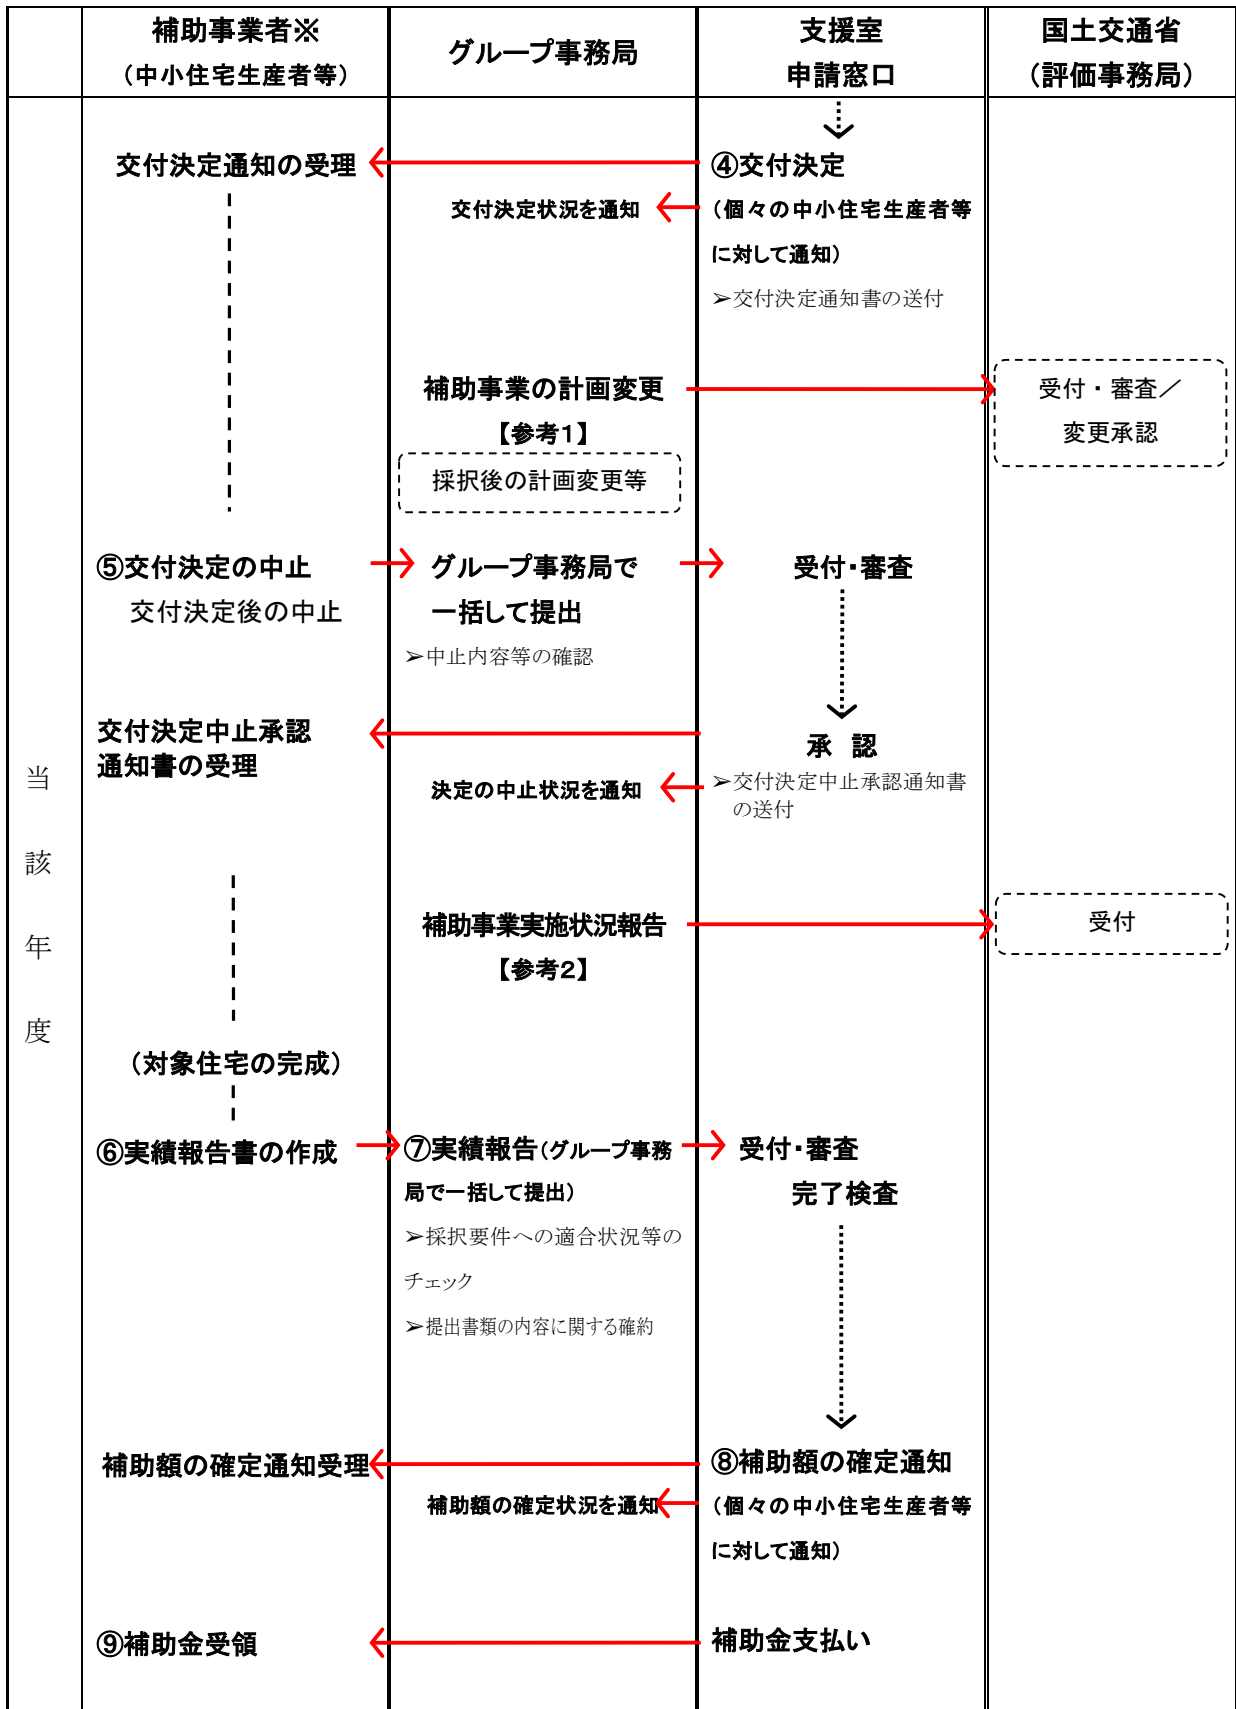 補助事業者※
（中小住宅生産者等）
グループ事務局
支援室
申請窓口
国土交通省
（評価事務局）
当
該
年
度
交付決定通知の受理
④交付決定
交付決定状況を通知
（個々の中小住宅生産者等
に対して通知）
➢交付決定通知書の送付
補助事業の計画変更
【参考１】
採択後の計画変更等
受付・審査／
変更承認
⑤交付決定の中止
交付決定後の中止
グループ事務局で
一括して提出
➢中止内容等の確認
受付・審査
交付決定中止承認
通知書の受理
承　認
決定の中止状況を通知
➢交付決定中止承認通知書
の送付
補助事業実施状況報告
【参考２】
受付
（対象住宅の完成）
⑥実績報告書の作成
⑦実績報告（グループ事務
局で一括して提出）
➢採択要件への適合状況等の
チェック
➢提出書類の内容に関する確約
受付・審査
完了検査
補助額の確定通知受理
⑧補助額の確定通知
補助額の確定状況を通知
（個々の中小住宅生産者等
に対して通知）
⑨補助金受領
補助金支払い